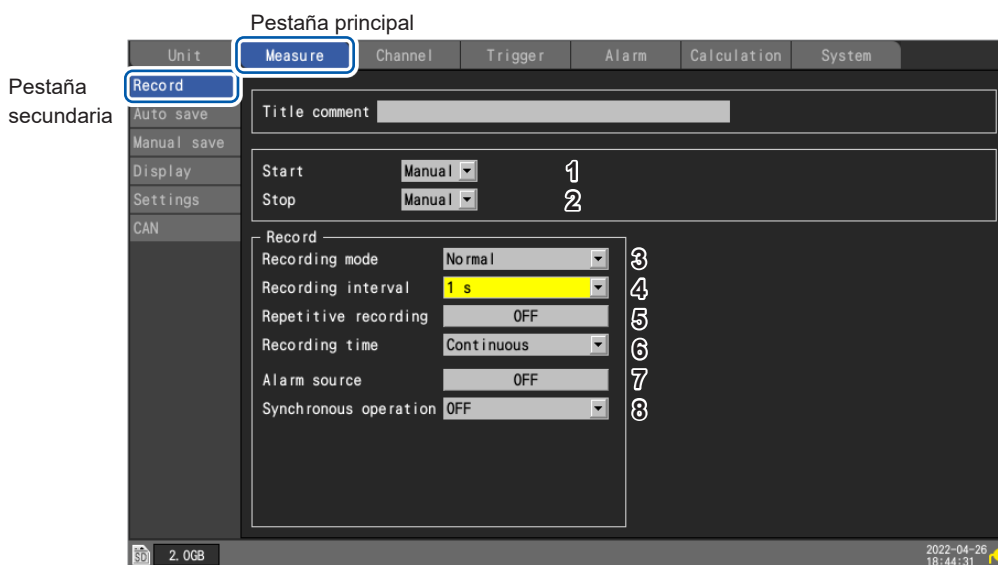 Pestaña principal
Unit Measure Channel Trigger Alarm Calculation System
Pestaña
secundaria
Record
Auto save
Manual save
Display
Settings
CAN
Title comment
Start Manual 1
Stop Manual 2
Record
Recording mode Normal 3
Recording interval 1 s 4
Repetitive recording OFF 5
Recording time Continuous 6
Alarm source OFF 7
Synchronous operation OFF 8
SD 2.0GB
2022-04-26
18:44:31